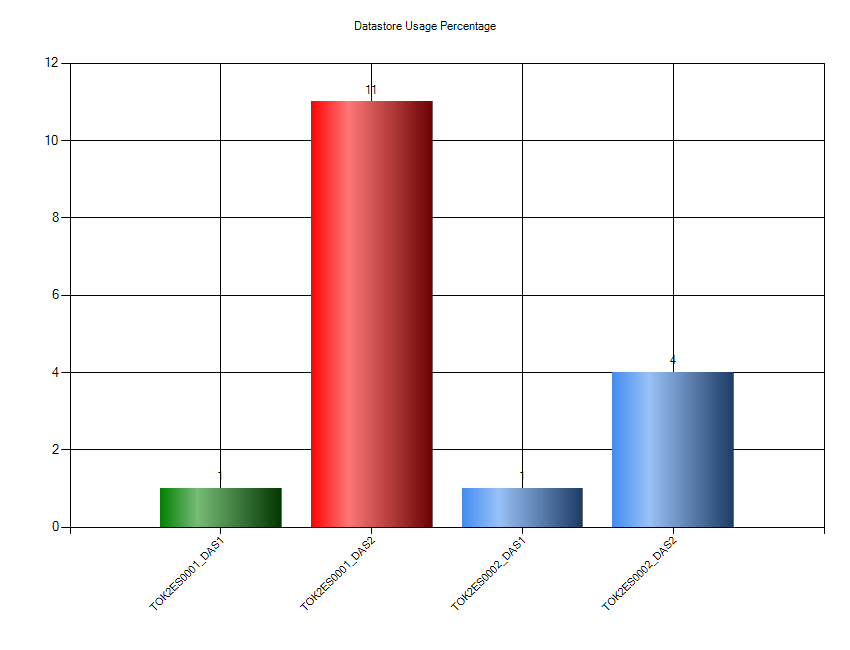 Datastore Usage Percentage
12
10
8
6
4
2
0
1
11
1
4
TOK2ES0001_DAS1
TOK2ES0001_DAS2
TOK2ES0002_DAS1
TOK2ES0002_DAS2